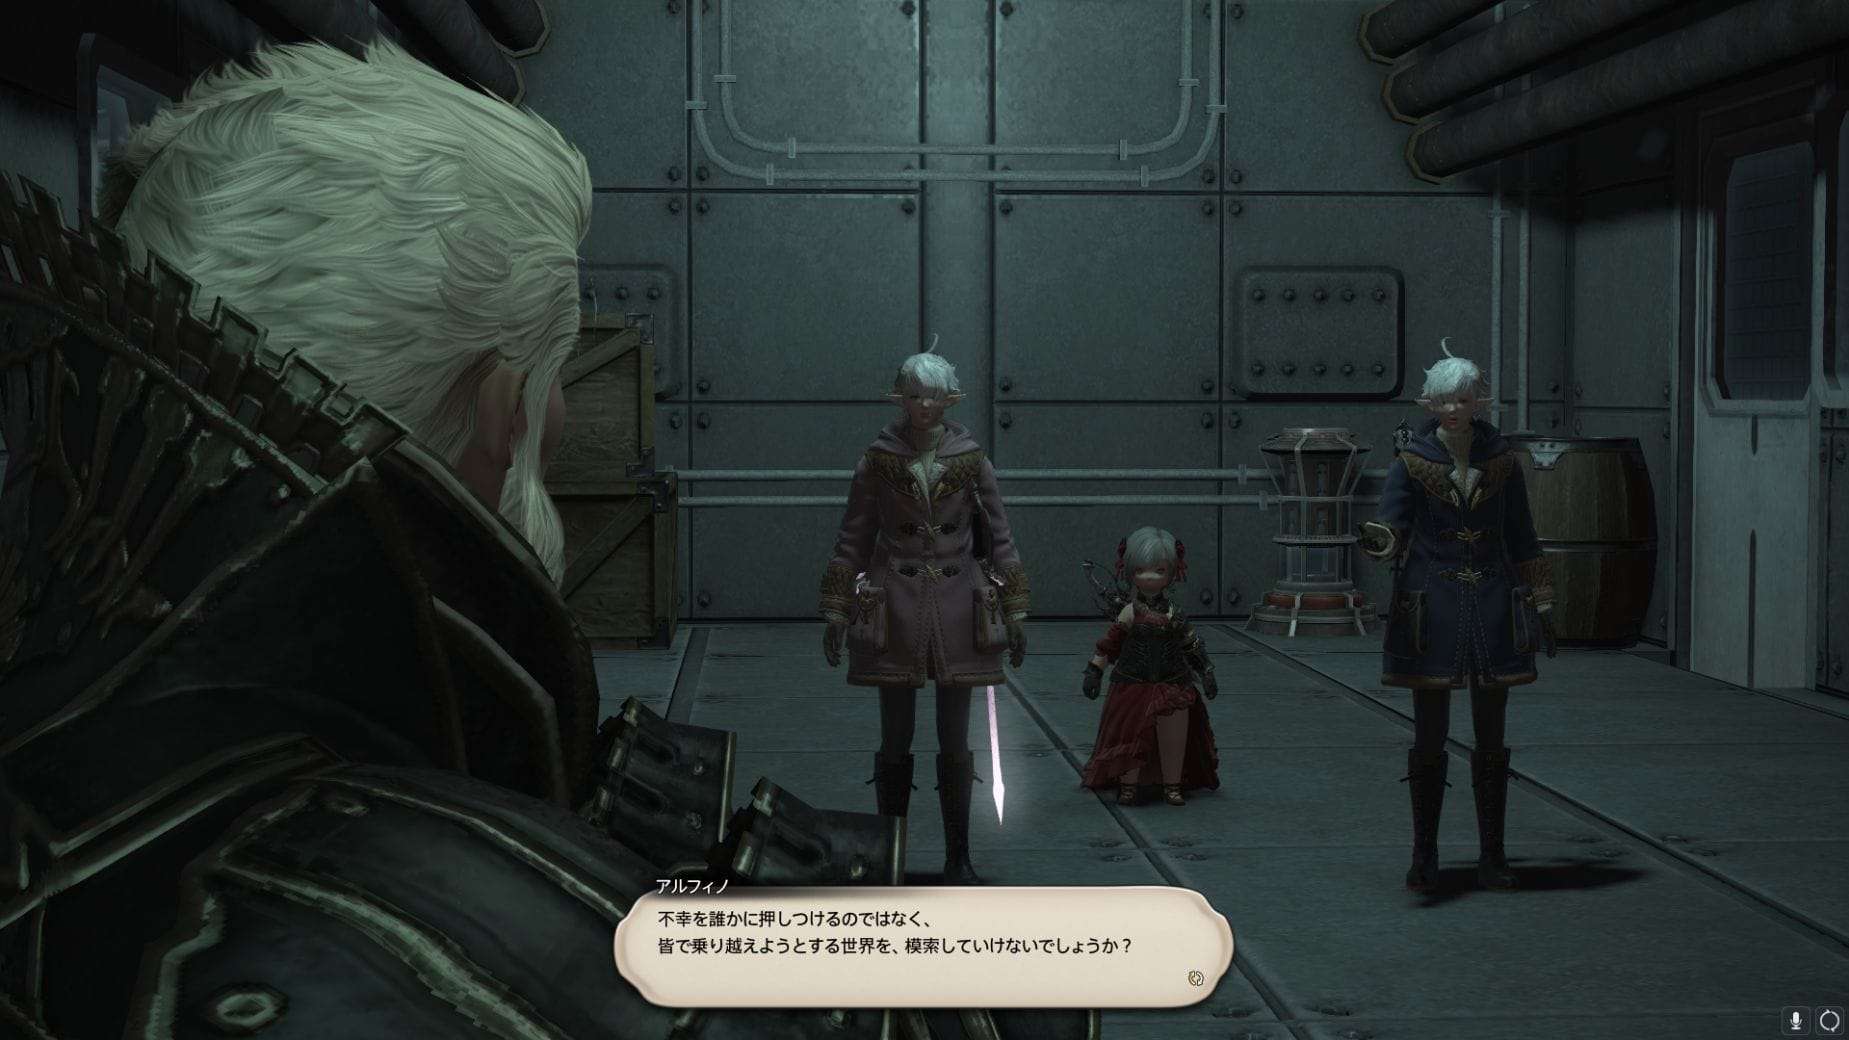 アルフィノ
不幸を誰かに押しつけるのではなく、
皆で乗り越えようとする世界を、模索していけないでしょうか？